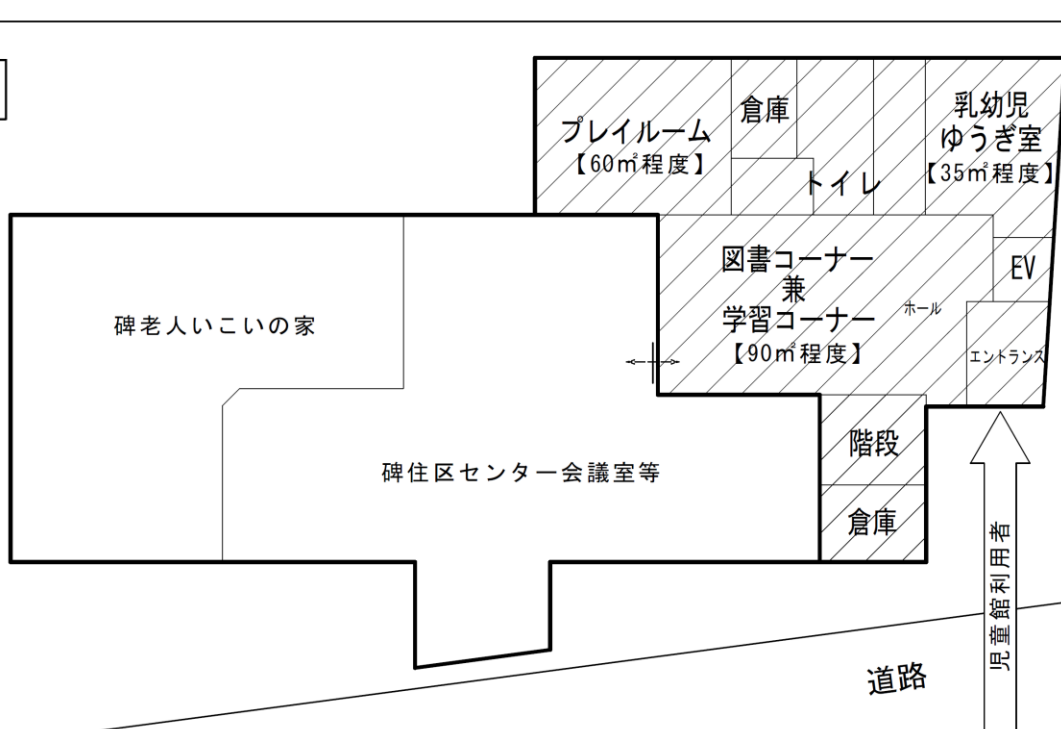 プレイルーム
【60㎡程度】
倉庫
トイレ
乳幼児
ゆうぎ室
【35㎡程度】
図書コーナー
兼
学習コーナー
【90㎡程度】
ホール
EV
エントランス
碑老人いこいの家
碑住区センター会議室等
階段
倉庫
児童館利用者
道路